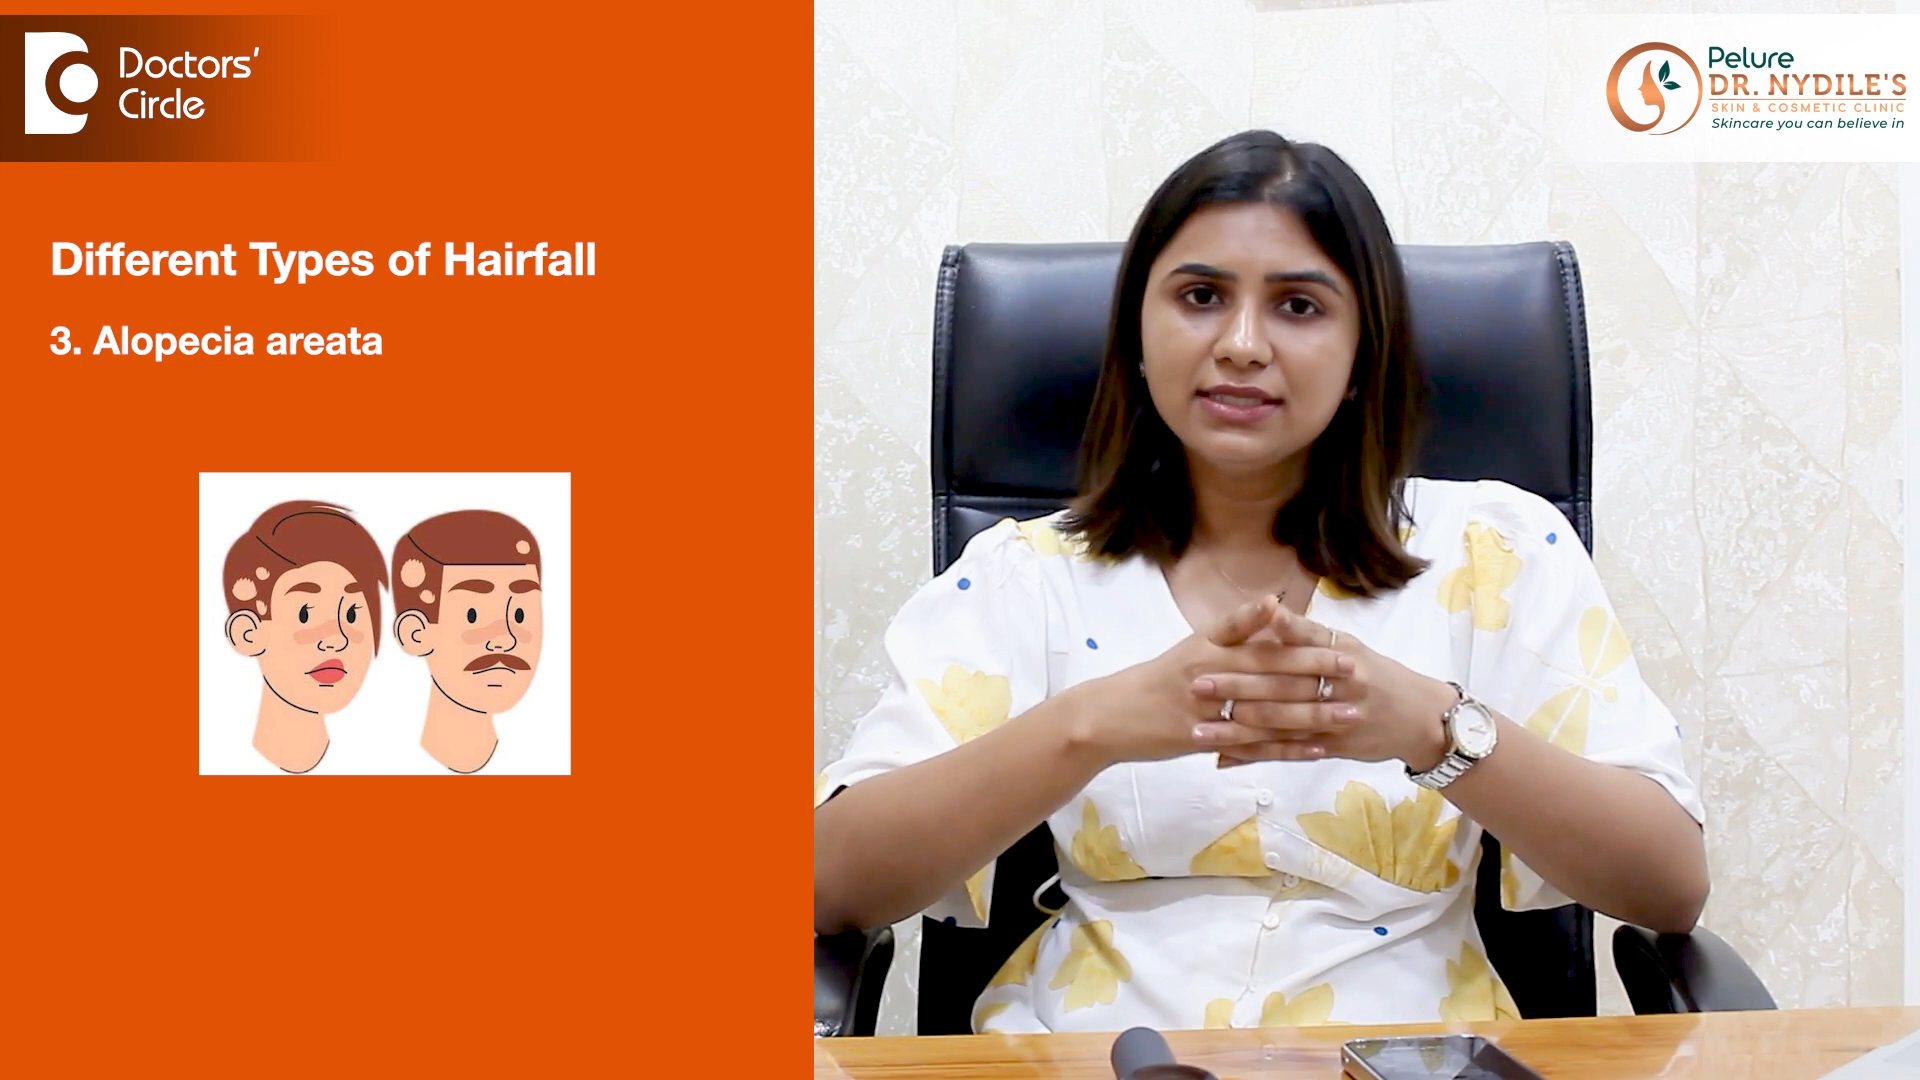 Doctors'
Circle
Pelure
DR. NYDILE'S
SKIN & COSMETIC CLINIC
Skincare you can believe in
Different Types of Hairfall
3. Alopecia areata